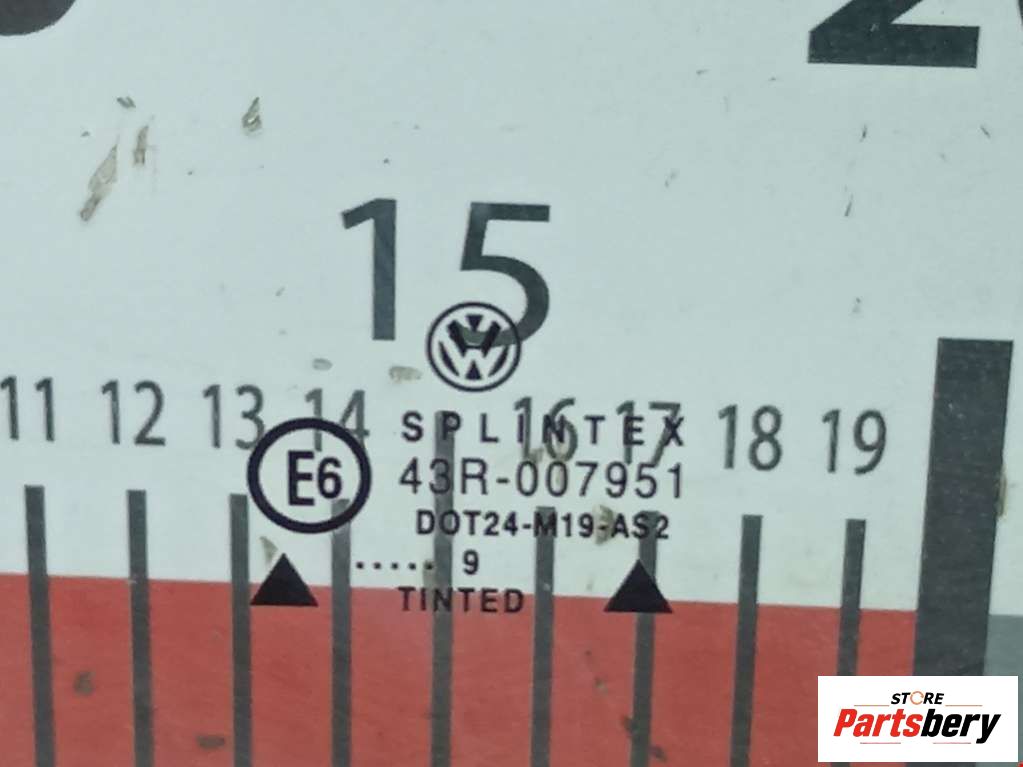 15
11 12 13 14 16 17 18 19
SPLINTEX
E6
43R-007951
DOT24-M19-AS2
.....9
TINTED
STORE
Partsbery